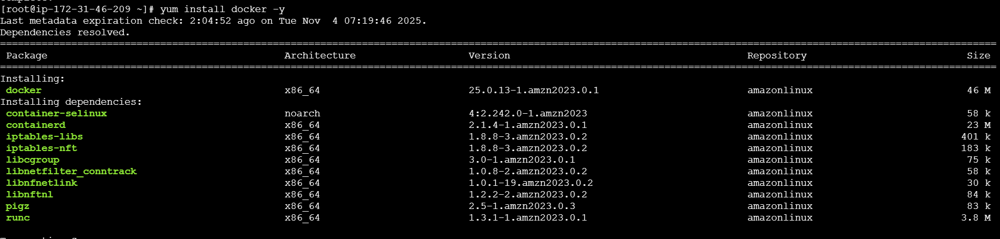 [root@ip-172-31-46-209 ~]# yum install docker -y
Last metadata expiration check: 2:04:52 ago on Tue Nov  4 07:19:46 2025.
Dependencies resolved.
Package Architecture Version Repository Size
Installing:
docker x86_64 25.0.13-1.amzn2023.0.1 amazonlinux 46 M
Installing dependencies:
container-selinux noarch 4:2.242.0-1.amzn2023 amazonlinux 58 k
containerd x86_64 2.1.4-1.amzn2023.0.1 amazonlinux 23 M
iptables-libs x86_64 1.8.8-3.amzn2023.0.2 amazonlinux 401 k
iptables-nft x86_64 1.8.8-3.amzn2023.0.2 amazonlinux 183 k
libcgroup x86_64 3.0-1.amzn2023.0.1 amazonlinux 75 k
libnetfilter_conntrack x86_64 1.0.8-2.amzn2023.0.2 amazonlinux 58 k
libnfnetlink x86_64 1.0.1-19.amzn2023.0.2 amazonlinux 30 k
libnftnl x86_64 1.2.2-2.amzn2023.0.2 amazonlinux 84 k
pigz x86_64 2.5-1.amzn2023.0.3 amazonlinux 83 k
runc x86_64 1.3.1-1.amzn2023.0.1 amazonlinux 3.8 M